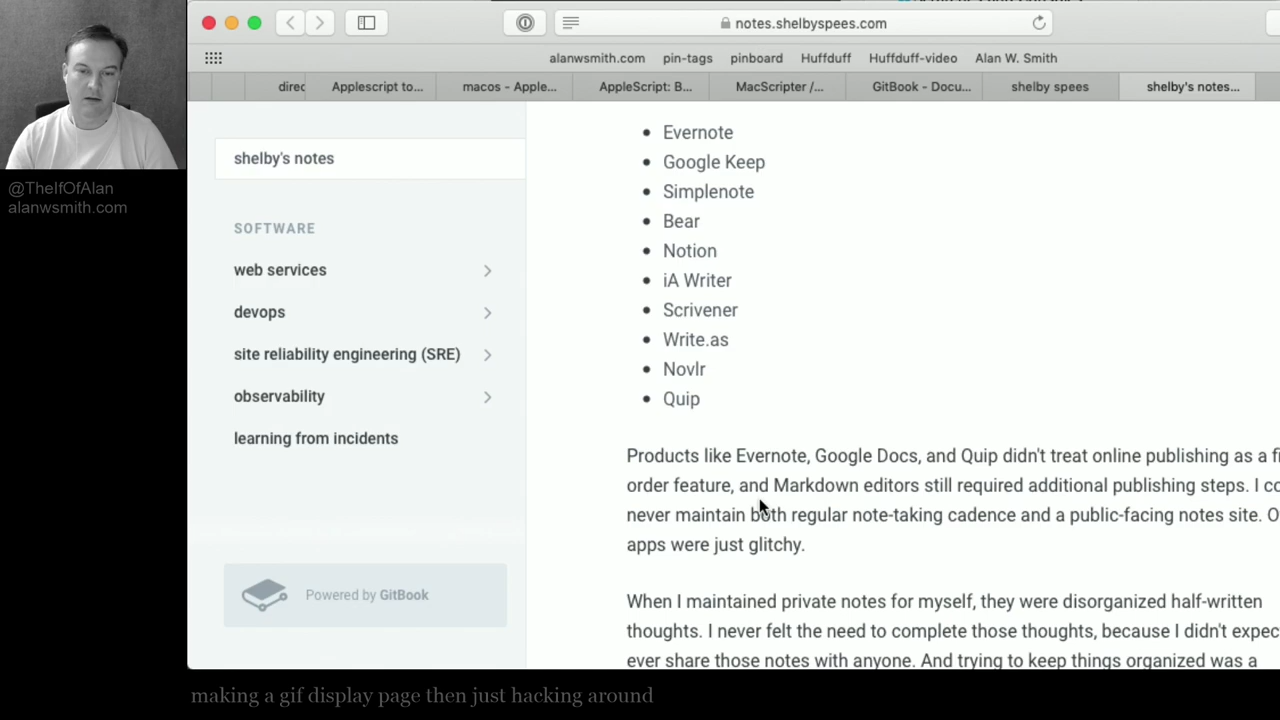 notes.shelbyspees.com
alanwsmith.com pin-tags pinboard Huffduff Huffduff-video Alan W. Smith
direc Applescript to... macos - Apple... AppleScript: B... MacScripter /... GitBook - Docu... shelby spees shelby's notes...
@TheIfOfAlan
alanwsmith.com
shelby's notes
SOFTWARE
web services
devops
site reliability engineering (SRE)
observability
learning from incidents
Powered by GitBook
Evernote
Google Keep
Simplenote
Bear
Notion
iA Writer
Scrivener
Write.as
Novlr
Quip
Products like Evernote, Google Docs, and Quip didn't treat online publishing as a fi
order feature, and Markdown editors still required additional publishing steps. I co
never maintain both regular note-taking cadence and a public-facing notes site. O
apps were just glitchy.
When I maintained private notes for myself, they were disorganized half-written
thoughts. I never felt the need to complete those thoughts, because I didn't expec
ever share those notes with anyone. And trying to keep things organized was a
making a gif display page then just hacking around